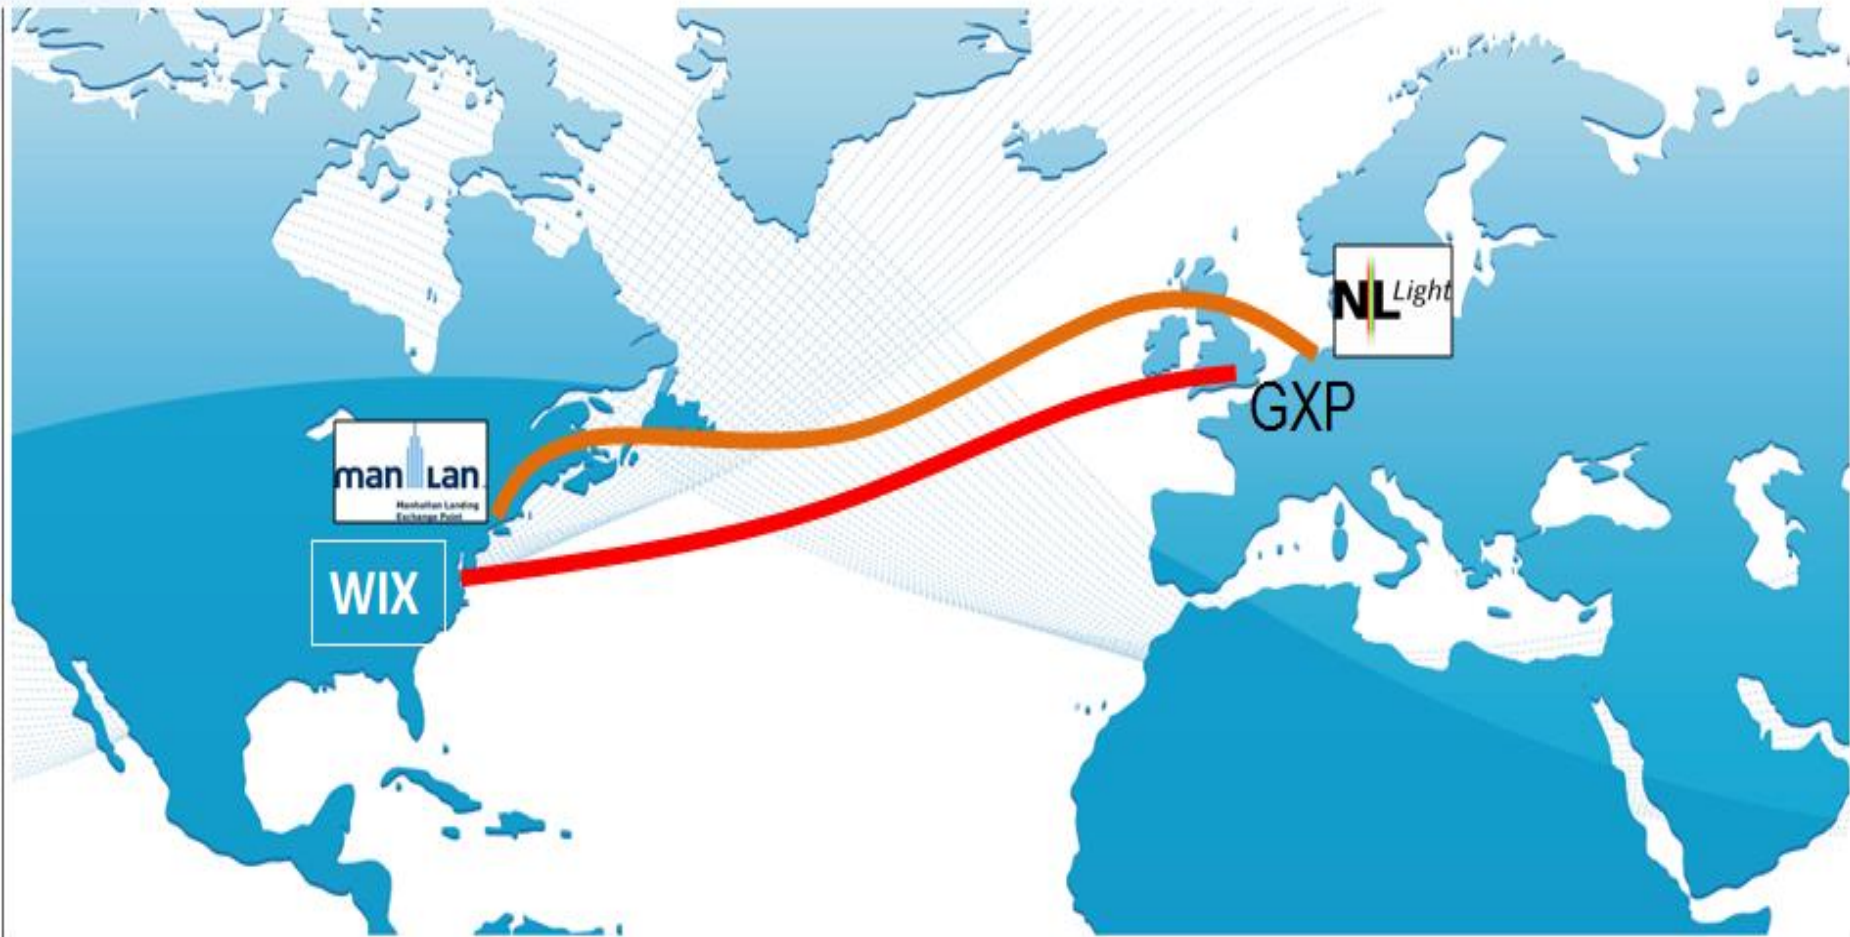 NL Light
GXP
man Lan
Manhattan Landing
Exchange Point
WIX